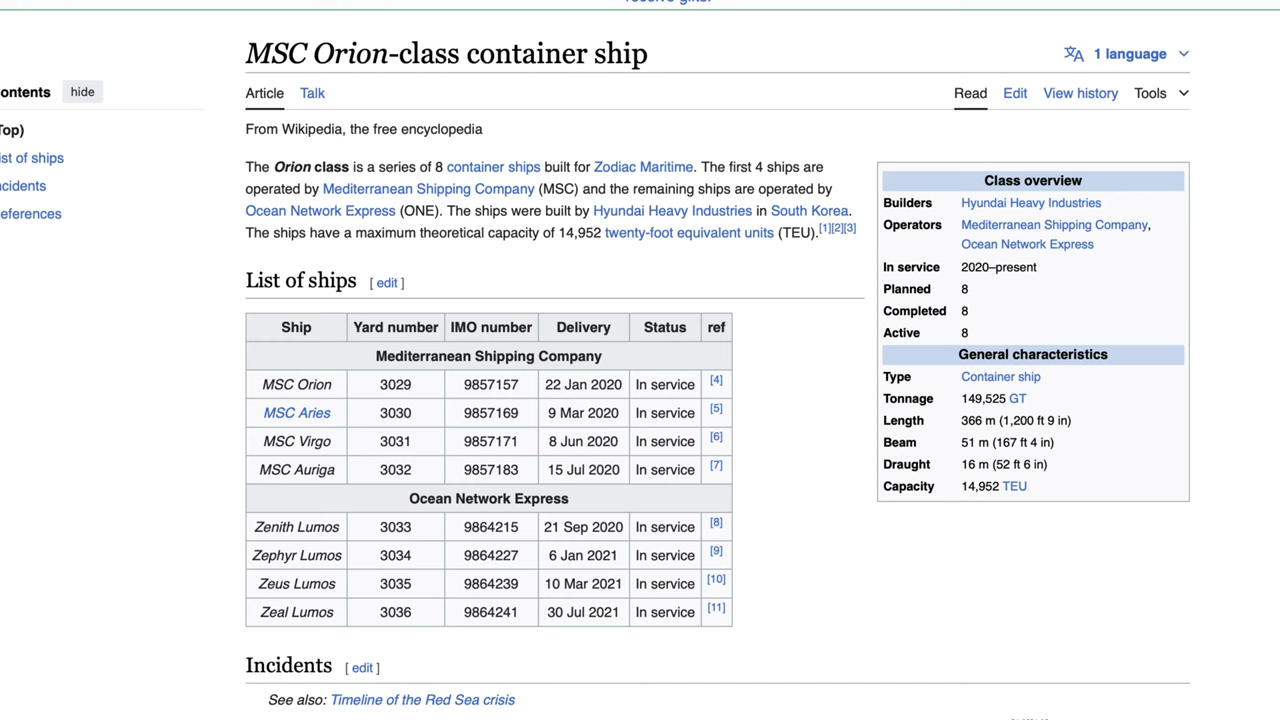 MSC Orion-class container ship
1 language
ontents hide
Top)
ist of ships
ncidents
eferences
Article Talk
Read Edit View history Tools
From Wikipedia, the free encyclopedia
The Orion class is a series of 8 container ships built for Zodiac Maritime. The first 4 ships are
operated by Mediterranean Shipping Company (MSC) and the remaining ships are operated by
Ocean Network Express (ONE). The ships were built by Hyundai Heavy Industries in South Korea.
The ships have a maximum theoretical capacity of 14,952 twenty-foot equivalent units (TEU).[1][2][3]
List of ships [ edit ]
Ship Yard number IMO number Delivery Status ref
Mediterranean Shipping Company
MSC Orion 3029 9857157 22 Jan 2020 In service [4]
MSC Aries 3030 9857169 9 Mar 2020 In service [5]
MSC Virgo 3031 9857171 8 Jun 2020 In service [6]
MSC Auriga 3032 9857183 15 Jul 2020 In service [7]
Ocean Network Express
Zenith Lumos 3033 9864215 21 Sep 2020 In service [8]
Zephyr Lumos 3034 9864227 6 Jan 2021 In service [9]
Zeus Lumos 3035 9864239 10 Mar 2021 In service [10]
Zeal Lumos 3036 9864241 30 Jul 2021 In service [11]
Class overview
Builders Hyundai Heavy Industries
Operators Mediterranean Shipping Company,
Ocean Network Express
In service 2020–present
Planned 8
Completed 8
Active 8
General characteristics
Type Container ship
Tonnage 149,525 GT
Length 366 m (1,200 ft 9 in)
Beam 51 m (167 ft 4 in)
Draught 16 m (52 ft 6 in)
Capacity 14,952 TEU
Incidents [ edit ]
See also: Timeline of the Red Sea crisis